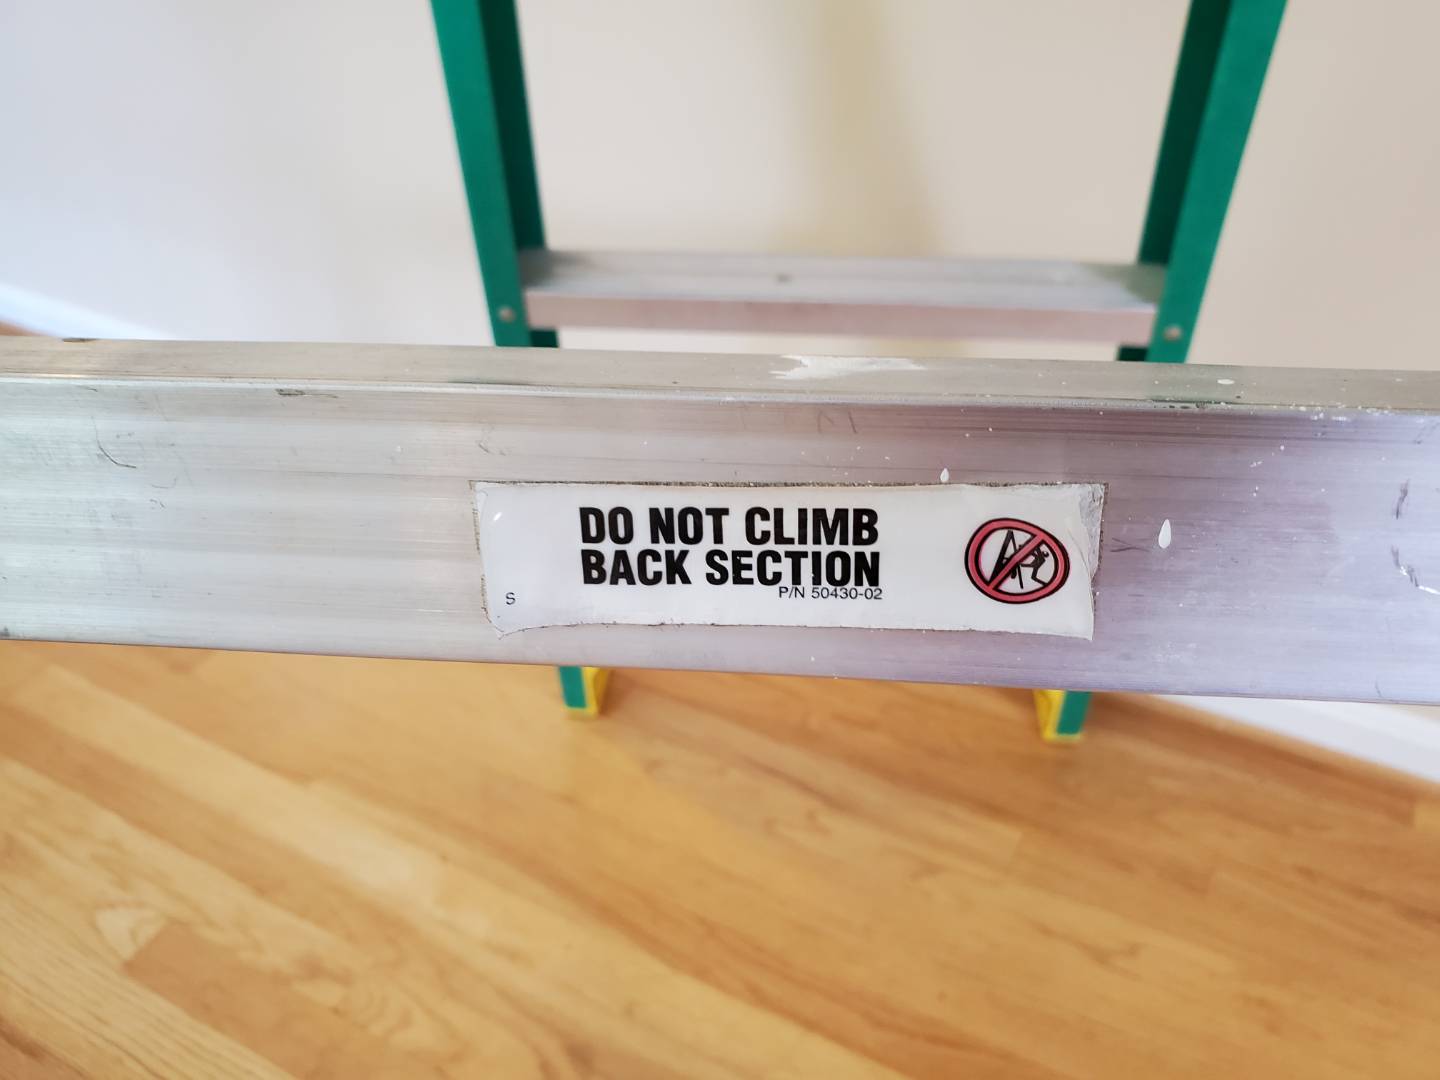 DO NOT CLIMB
BACK SECTION
P/N 50430-02
S